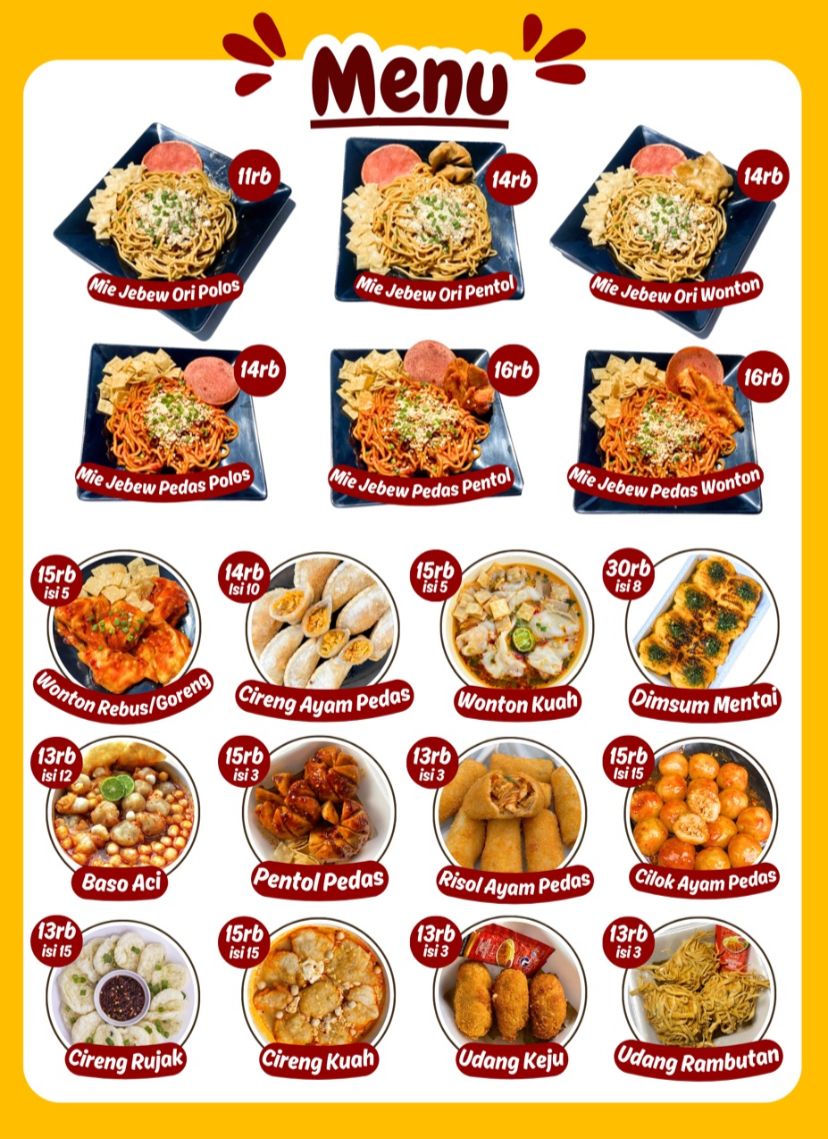 Menu
11rb
Mie Jebew Ori Polos
14rb
Mie Jebew Ori Pentol
14rb
Mie Jebew Ori Wonton
14rb
Mie Jebew Pedas Polos
16rb
Mie Jebew Pedas Pentol
16rb
Mie Jebew Pedas Wonton
15rb
isi 5
Wonton Rebus/Goreng
14rb
Isi 10
Cireng Ayam Pedas
15rb
isi 5
Wonton Kuah
30rb
isi 8
Dimsum Mentai
13rb
isi 12
Baso Aci
15rb
isi 3
Pentol Pedas
13rb
isi 3
Risol Ayam Pedas
15rb
Isi 15
Cilok Ayam Pedas
13rb
isi 15
Cireng Rujak
15rb
isi 15
Cireng Kuah
13rb
isi 3
Udang Keju
13rb
isi 3
Udang Rambutan